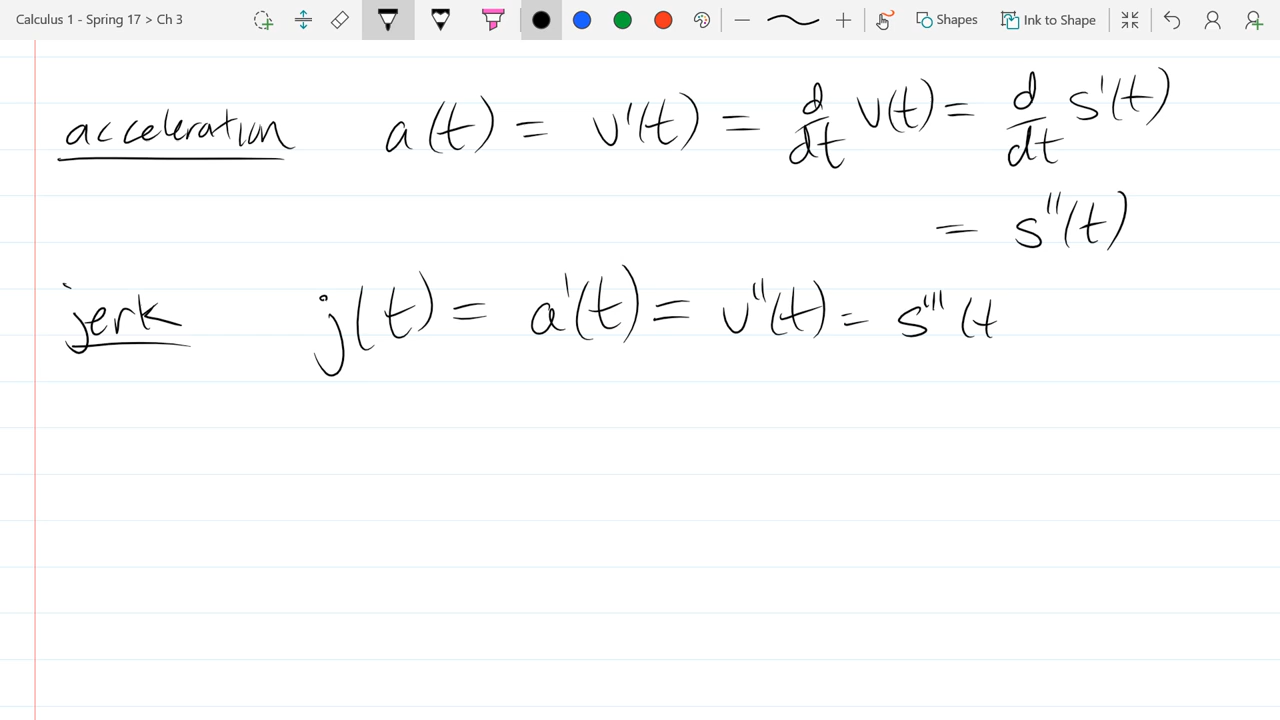 Calculus 1 - Spring 17 > Ch 3 Shapes Ink to Shape
acceleration a(t) = v'(t) = d/dt v(t) = d/dt s'(t)
= s''(t)
jerk j(t) = a'(t) = v''(t) = s'''(t